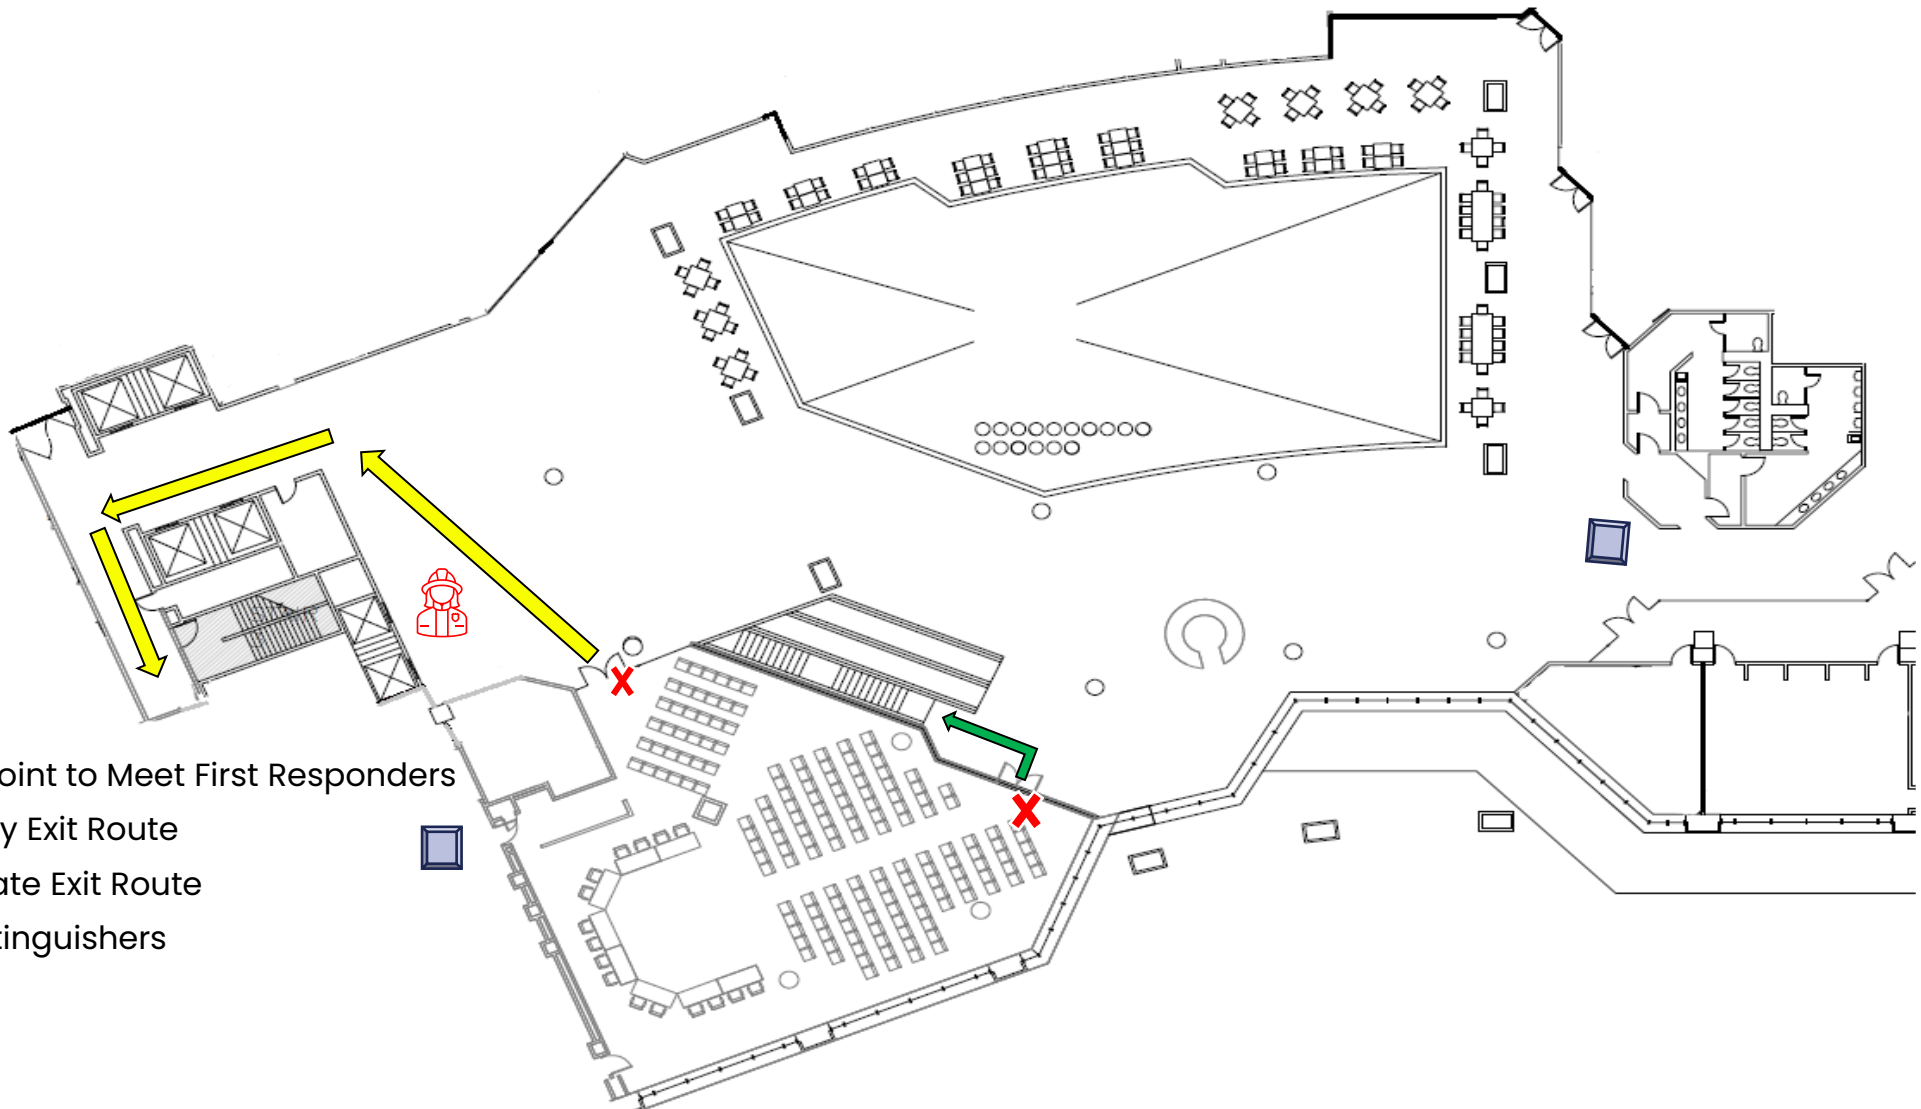 oint to Meet First Responders
y Exit Route
ate Exit Route
tinguishers